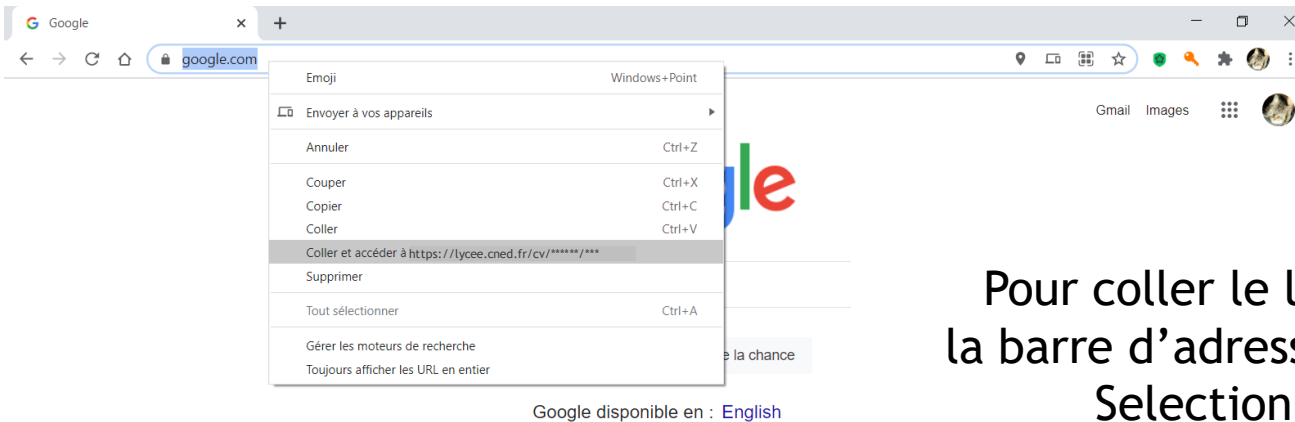 Google
google.com
Emoji Windows+Point
Envoyer à vos appareils
Gmail Images
Annuler Ctrl+Z
Couper Ctrl+X
le
Copier Ctrl+C
Coller Ctrl+V
Coller et accéder à https://lycee.cned.fr/cv/******/***
Supprimer
Pour coller le l
Tout sélectionner Ctrl+A
la barre d'adress
Gérer les moteurs de recherche
la chance
Toujours afficher les URL en entier
Selection
Google disponible en : English